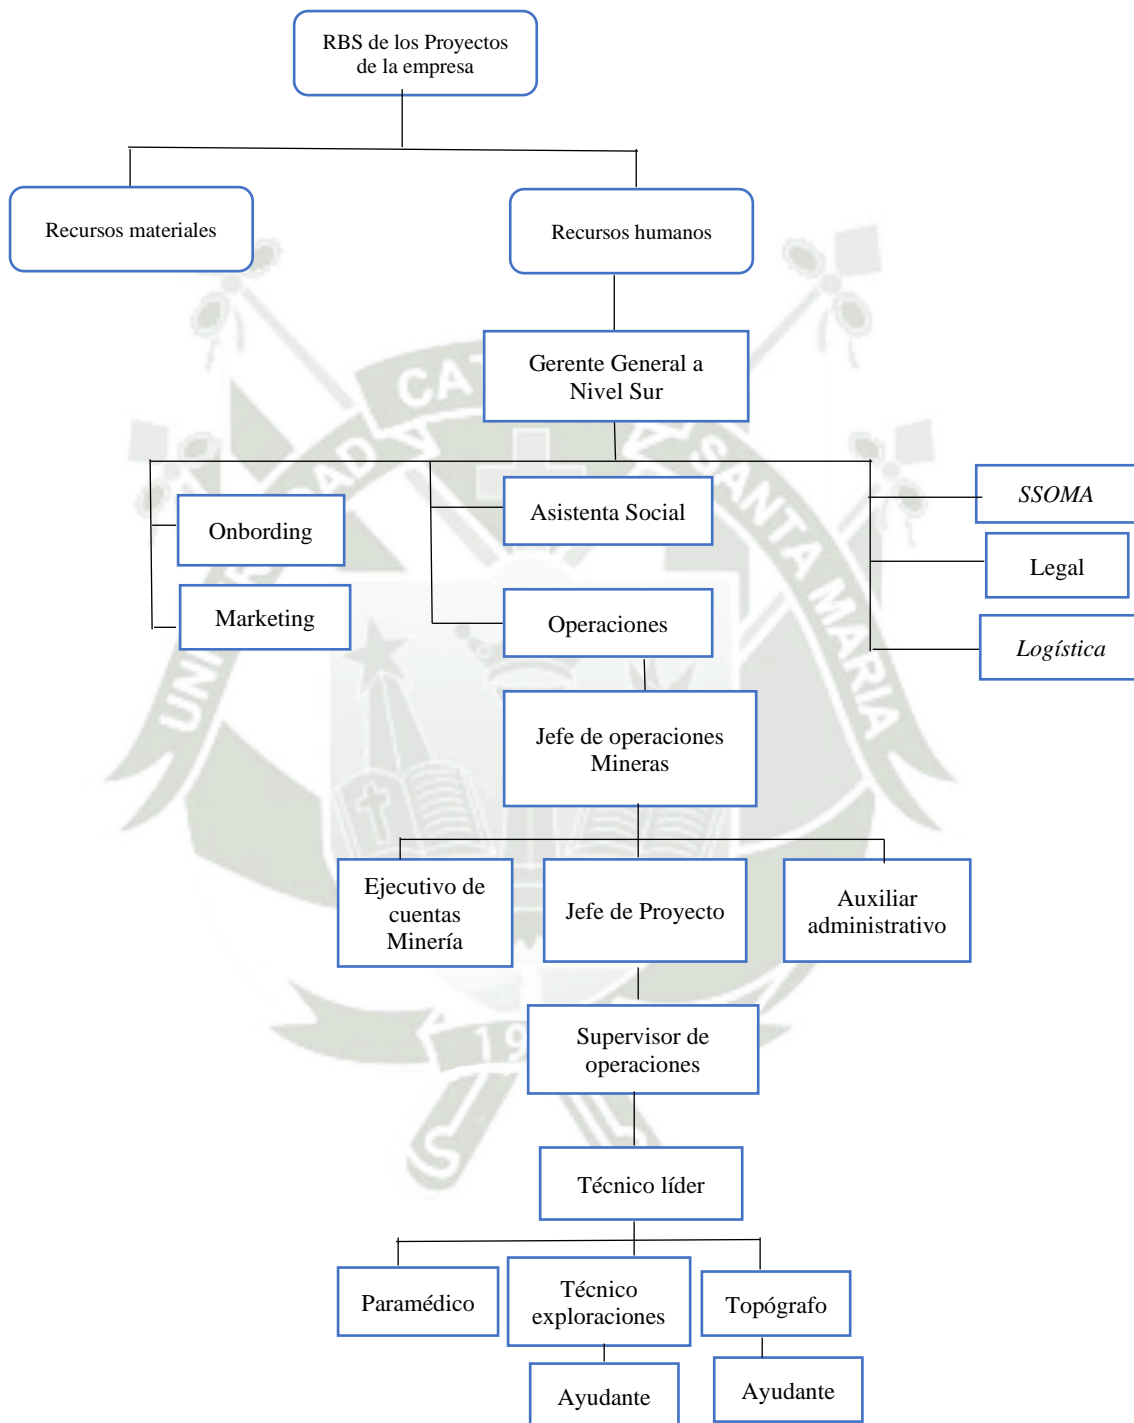 RBS de los Proyectos
de la empresa
Recursos materiales
Recursos humanos
Gerente General a
Nivel Sur
Onbording
Asistenta Social
SSOMA
Legal
Marketing
Operaciones
Logística
Jefe de operaciones
Mineras
Ejecutivo de
cuentas
Minería
Jefe de Proyecto
Auxiliar
administrativo
Supervisor de
operaciones
Técnico líder
Paramédico
Técnico
exploraciones
Topógrafo
Ayudante
Ayudante
SANTA MARIA